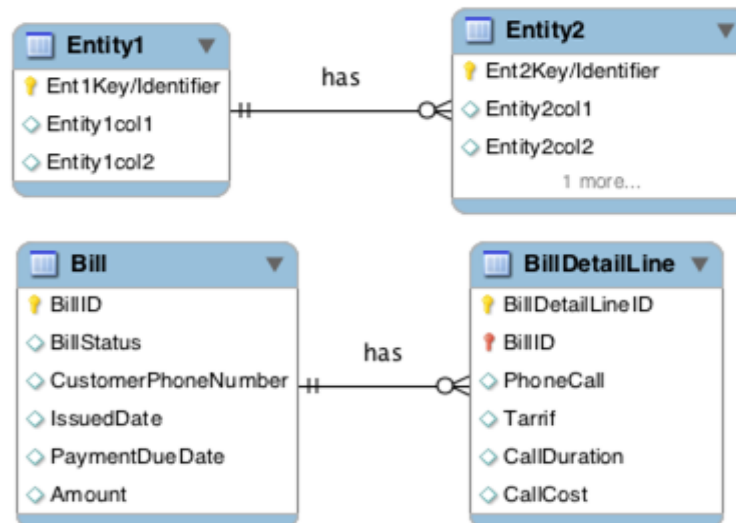 Entity1
Ent1Key/Identifier
Entity1col1
Entity1col2
has
Entity2
Ent2Key/Identifier
Entity2col1
Entity2col2
1 more...
Bill
BillID
BillStatus
CustomerPhoneNumber
IssuedDate
PaymentDueDate
Amount
has
BillDetailLine
BillDetailLineID
BillID
PhoneCall
Tarrif
CallDuration
CallCost